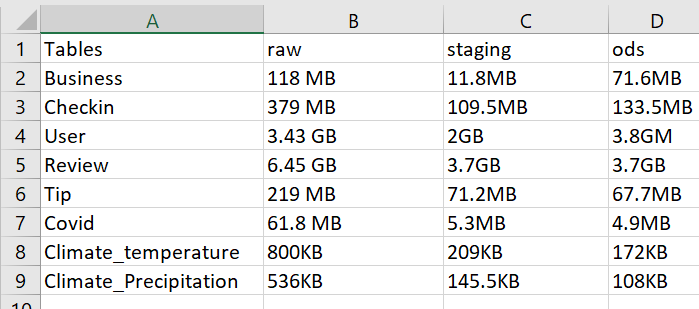 A B C D
1 Tables raw staging ods
2 Business 118 MB 11.8MB 71.6MB
3 Checkin 379 MB 109.5MB 133.5MB
4 User 3.43 GB 2GB 3.8GM
5 Review 6.45 GB 3.7GB 3.7GB
6 Tip 219 MB 71.2MB 67.7MB
7 Covid 61.8 MB 5.3MB 4.9MB
8 Climate_temperature 800KB 209KB 172KB
9 Climate_Precipitation 536KB 145.5KB 108KB
10